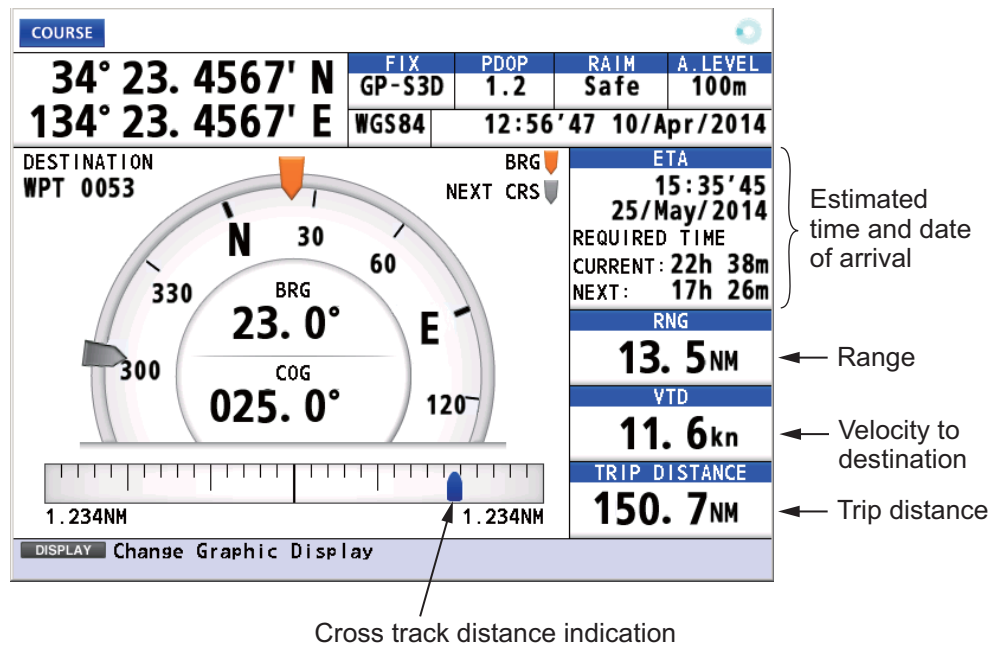 COURSE
34° 23. 4567' N
134° 23. 4567' E
FIX PDOP RAIM A.LEVEL
GP-S3D 1.2 Safe 100m
WGS84 12:56'47 10/Apr/2014
DESTINATION
WPT 0053
BRG
NEXT CRS
N
30
60
330
E
300
120
BRG
23. 0°
COG
025. 0°
1.234NM 1.234NM
ETA
15:35'45
25/May/2014
REQUIRED TIME
CURRENT: 22h 38m
NEXT: 17h 26m
RNG
13. 5NM
VTD
11. 6kn
TRIP DISTANCE
150. 7NM
DISPLAY Change Graphic Display
Estimated
time and date
of arrival
Range
Velocity to
destination
Trip distance
Cross track distance indication